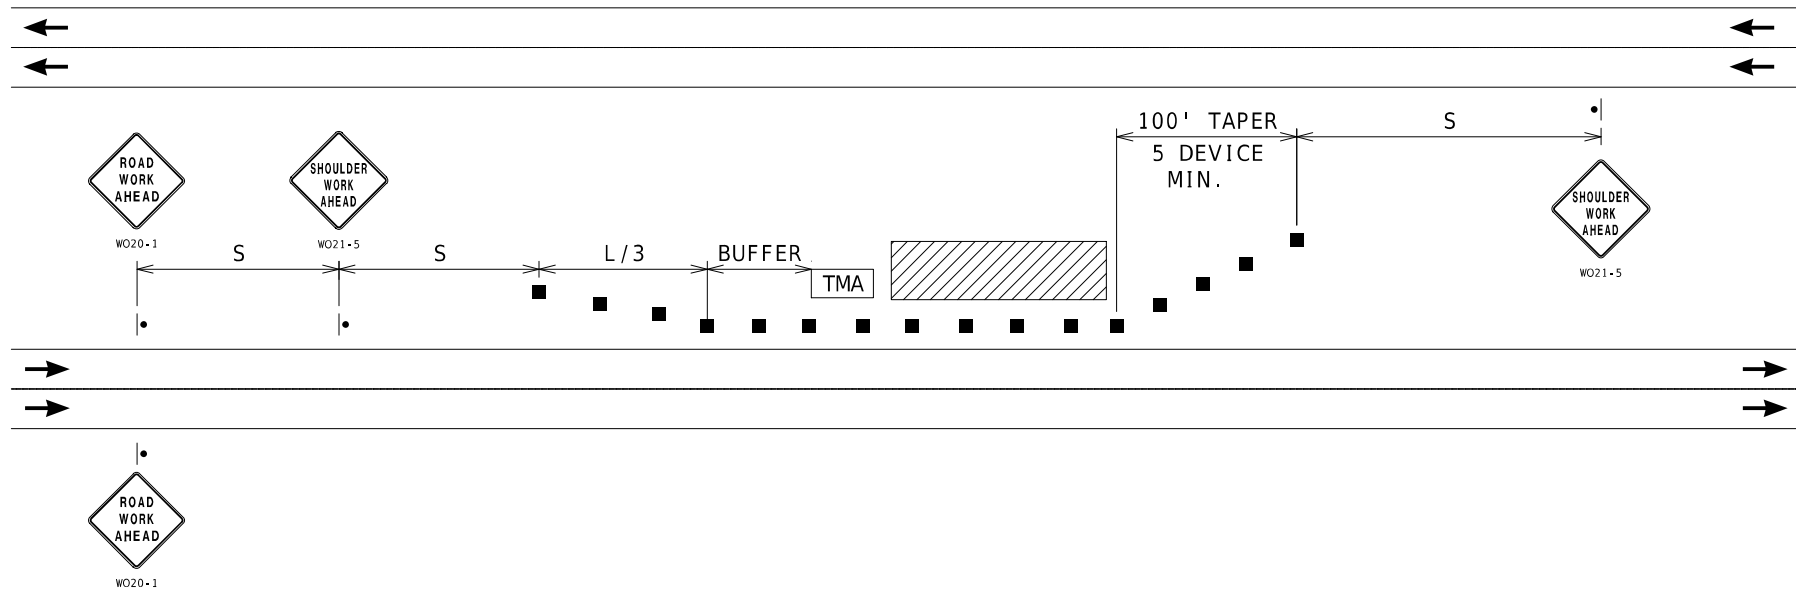 100' TAPER
S
5 DEVICE
MIN.
ROAD
WORK
AHEAD
WO20-1
SHOULDER
WORK
AHEAD
WO21-5
SHOULDER
WORK
AHEAD
WO21-5
S
S
L/3
BUFFER
TMA
ROAD
WORK
AHEAD
WO20-1